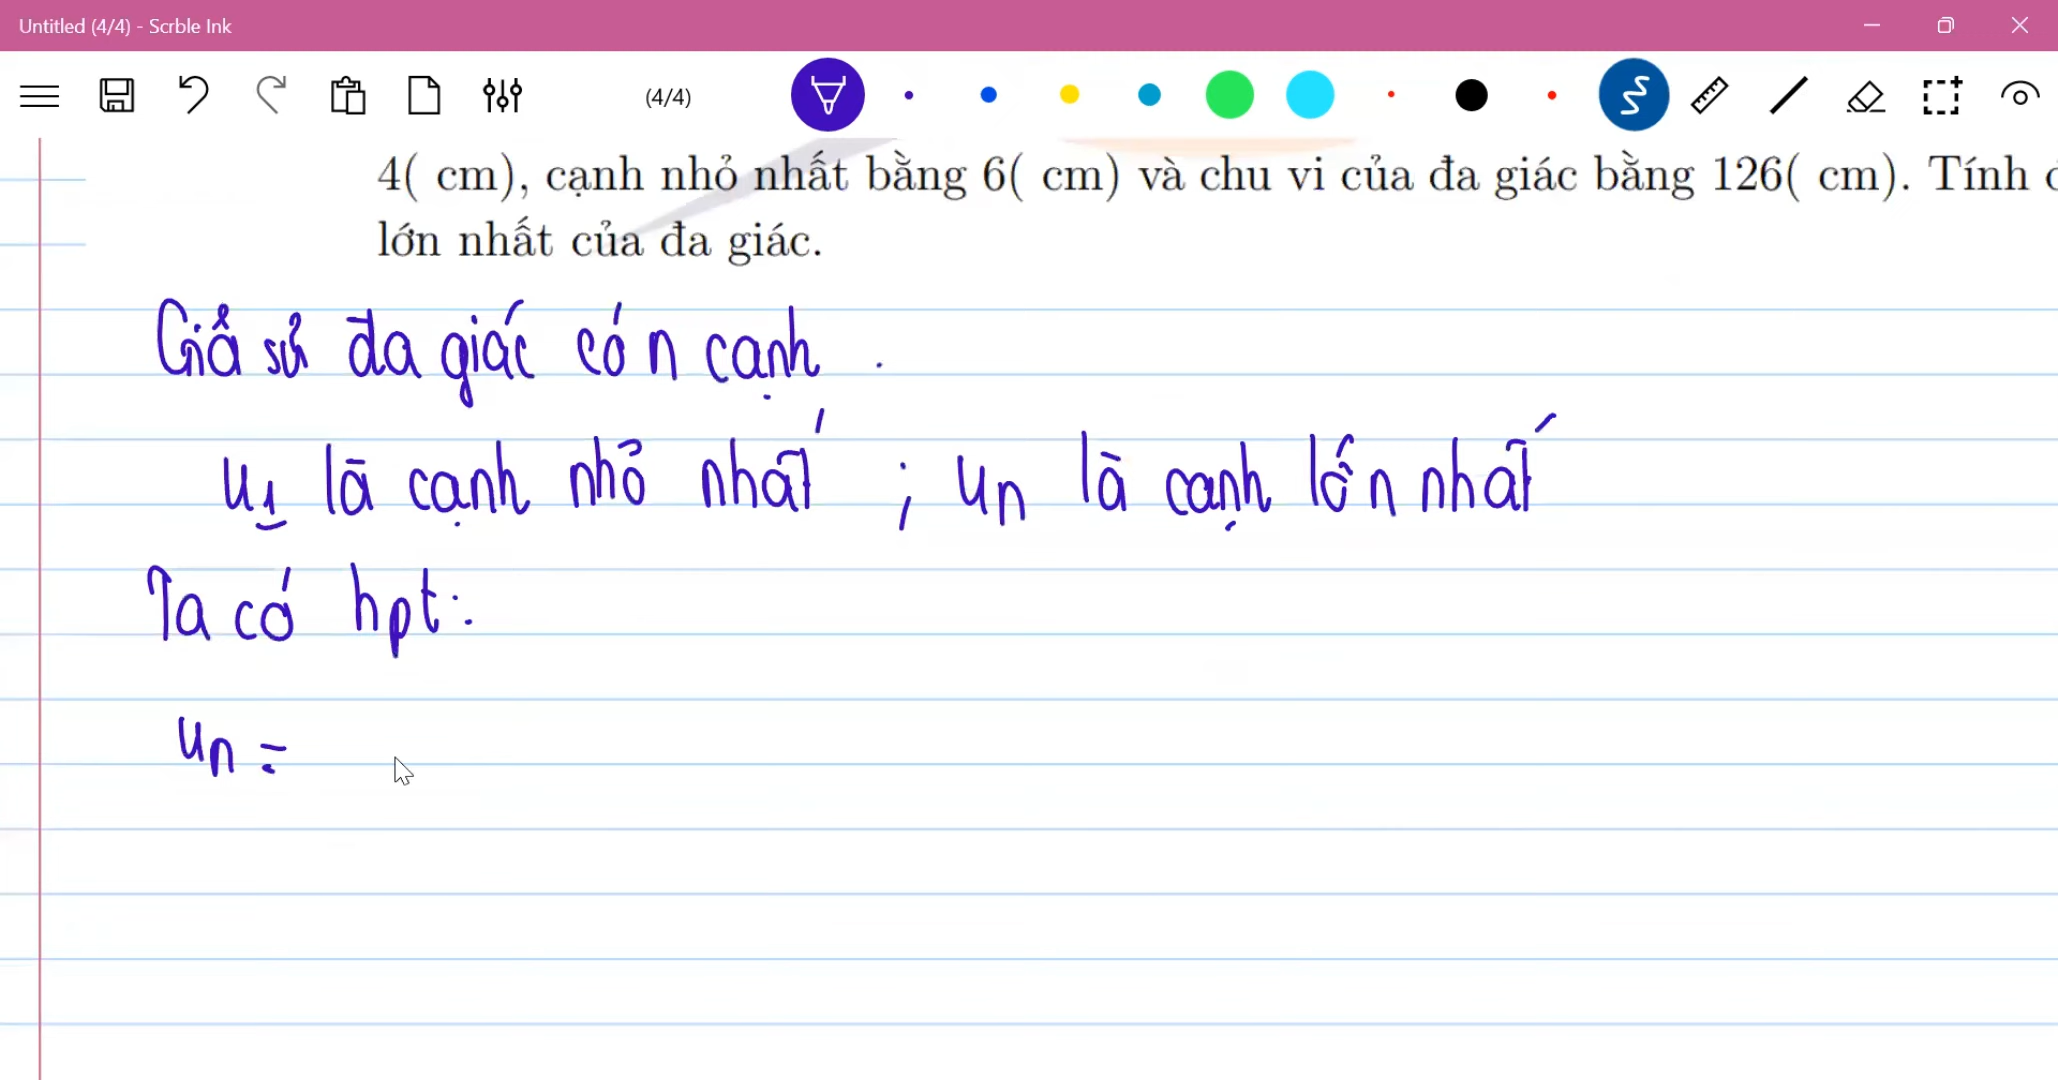 Untitled (4/4) - Scrble Ink
(4/4)
4( cm), cạnh nhỏ nhất bằng 6( cm) và chu vi của đa giác bằng 126( cm). Tính
lớn nhất của đa giác.
Giả sử đa giác có n cạnh .
u1 là cạnh nhỏ nhất ; un là cạnh lớn nhất
Ta có hpt:
un =